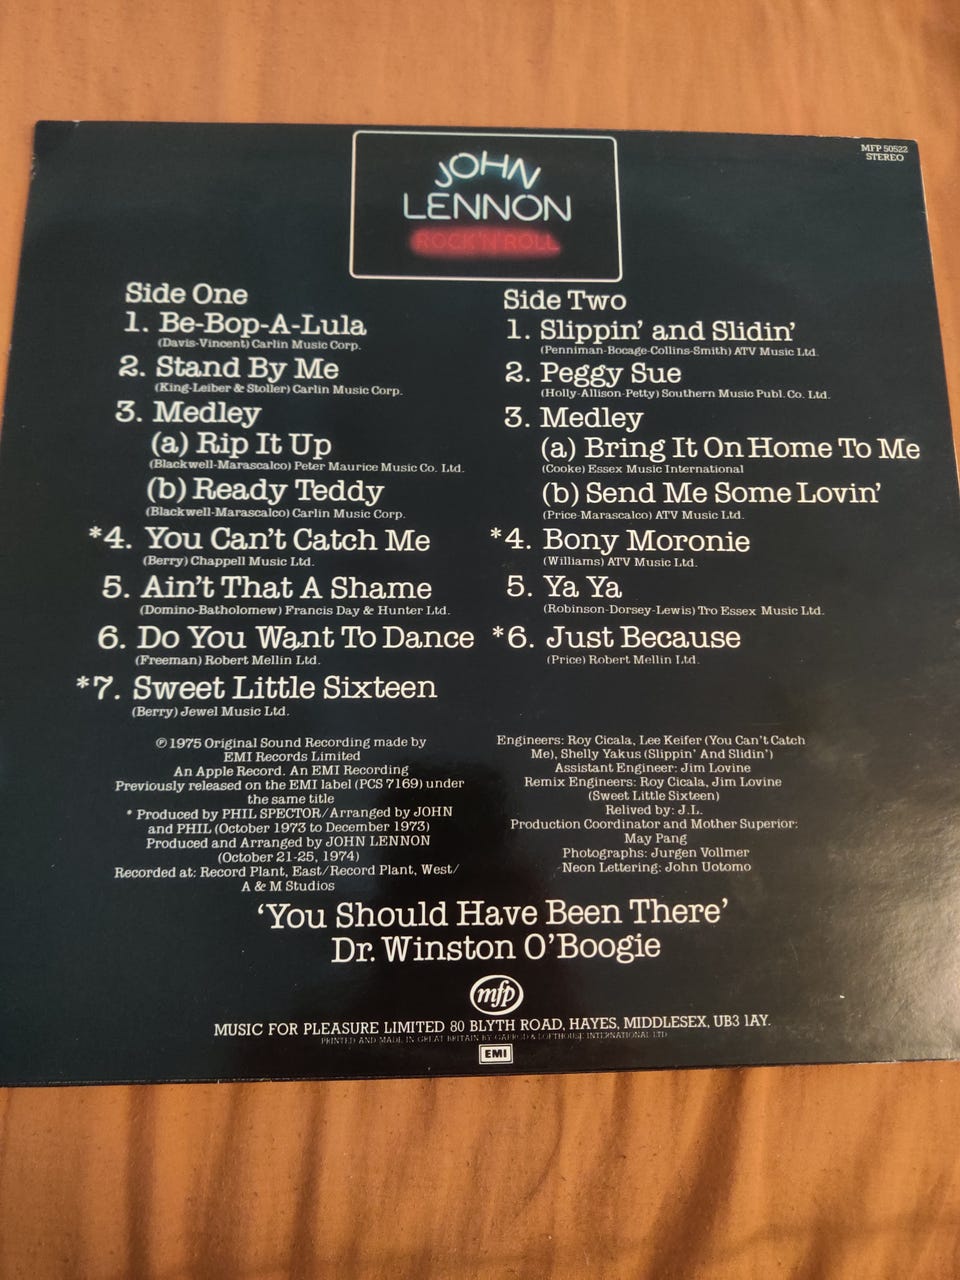 MFP 50522
STEREO
JOHN
LENNON
ROCK'N'ROLL
Side One
1. Be-Bop-A-Lula
(Davis-Vincent) Carlin Music Corp.
2. Stand By Me
(King-Leiber & Stoller) Carlin Music Corp.
3. Medley
(a) Rip It Up
(Blackwell-Marascalco) Peter Maurice Music Co. Ltd.
(b) Ready Teddy
(Blackwell-Marascalco) Carlin Music Corp.
*4. You Can't Catch Me
(Berry) Chappell Music Ltd.
5. Ain't That A Shame
(Domino-Batholomew) Francis Day & Hunter Ltd.
6. Do You Want To Dance
(Freeman) Robert Mellin Ltd.
*7. Sweet Little Sixteen
(Berry) Jewel Music Ltd.
Side Two
1. Slippin' and Slidin'
(Penniman-Bocage-Collins-Smith) ATV Music Ltd.
2. Peggy Sue
(Holly-Allison-Petty) Southern Music Publ. Co. Ltd.
3. Medley
(a) Bring It On Home To Me
(Cooke) Essex Music International
(b) Send Me Some Lovin'
(Price-Marascalco) ATV Music Ltd.
*4. Bony Moronie
(Williams) ATV Music Ltd.
5. Ya Ya
(Robinson-Dorsey-Lewis) Tro Essex Music Ltd.
*6. Just Because
(Price) Robert Mellin Ltd.
℗ 1975 Original Sound Recording made by
EMI Records Limited
An Apple Record. An EMI Recording
Previously released on the EMI label (PCS 7169) under
the same title
* Produced by PHIL SPECTOR/Arranged by JOHN
and PHIL (October 1973 to December 1973)
Produced and Arranged by JOHN LENNON
(October 21-25, 1974)
Recorded at: Record Plant, East/Record Plant, West/
A & M Studios
Engineers: Roy Cicala, Lee Keifer (You Can't Catch
Me), Shelly Yakus (Slippin' And Slidin')
Assistant Engineer: Jim Lovine
Remix Engineers: Roy Cicala, Jim Lovine
(Sweet Little Sixteen)
Relived by: J.L.
Production Coordinator and Mother Superior:
May Pang
Photographs: Jurgen Vollmer
Neon Lettering: John Uotomo
'You Should Have Been There'
Dr. Winston O'Boogie
mfp
MUSIC FOR PLEASURE LIMITED 80 BLYTH ROAD, HAYES, MIDDLESEX, UB3 1AY.
PRINTED AND MADE IN GREAT BRITAIN BY GARROD & LOFTHOUSE INTERNATIONAL LTD
EMI